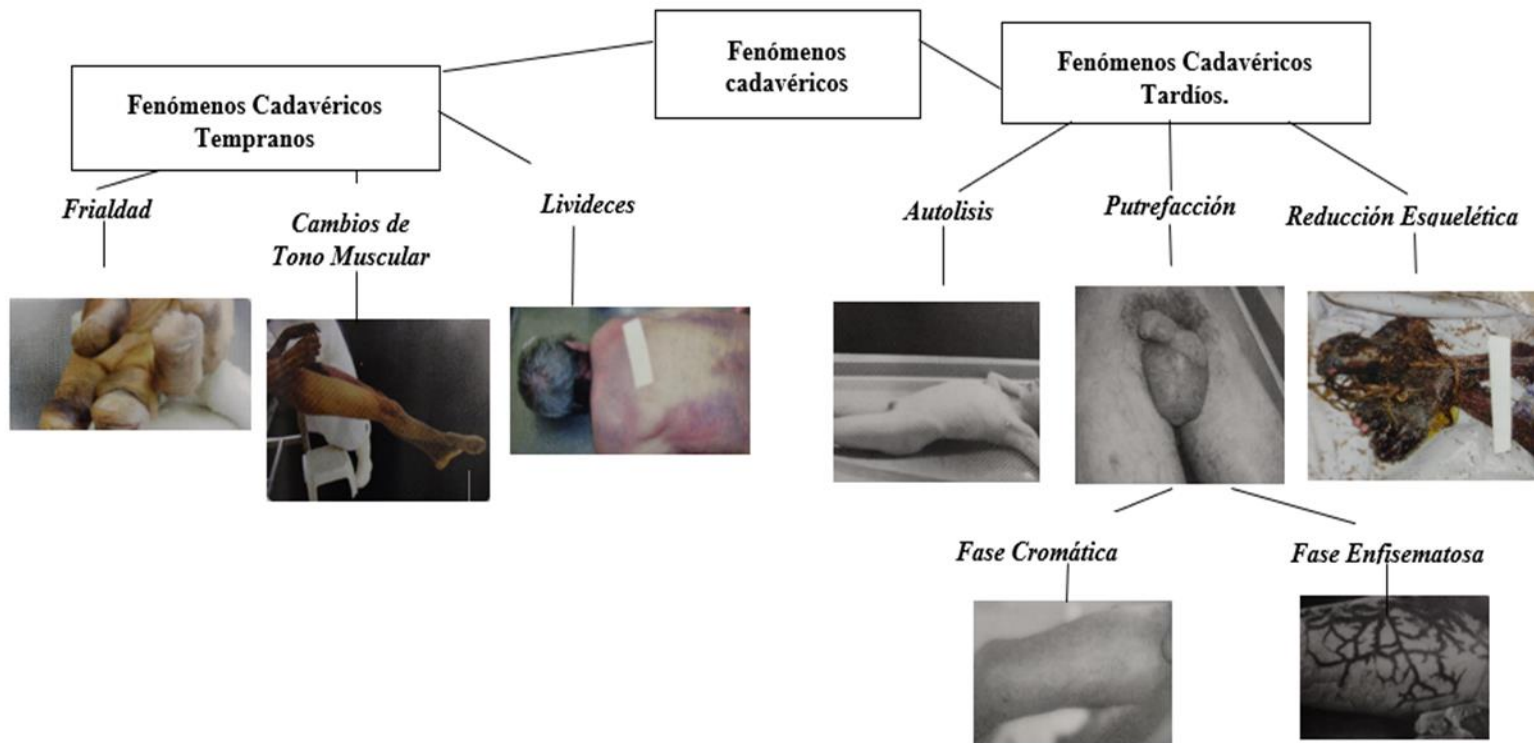 Fenómenos
cadavéricos
Fenómenos Cadavéricos
Tempranos
Fenómenos Cadavéricos
Tardíos.
Frialdad
Cambios de
Tono Muscular
Livideces
Autolisis
Putrefacción
Reducción Esquelética
Fase Cromática
Fase Enfisematosa